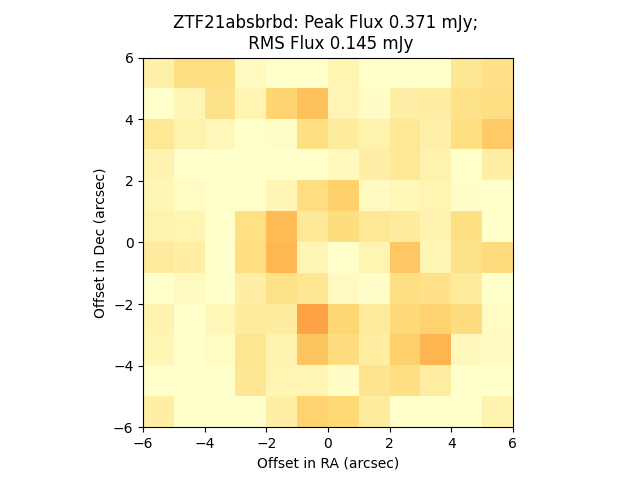 ZTF21absbrbd: Peak Flux 0.371 mJy;
RMS Flux 0.145 mJy
6
4
2
0
−2
−4
−6
Offset in Dec (arcsec)
−6 −4 −2 0 2 4 6
Offset in RA (arcsec)